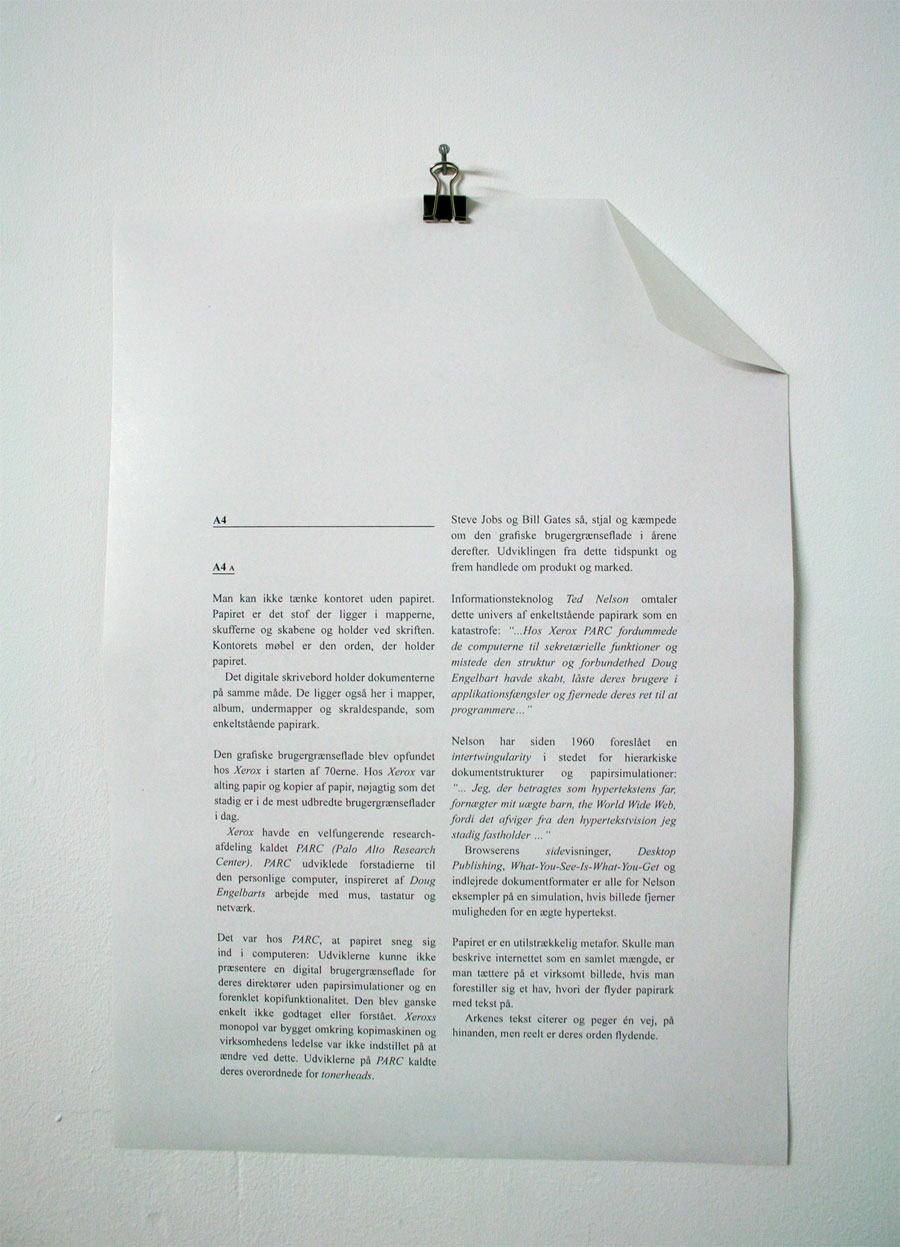 A4
A4 A
Man kan ikke tænke kontoret uden papiret.
Papiret er det stof der ligger i mapperne,
skufferne og skabene og holder ved skriften.
Kontorets møbel er den orden, der holder
papiret.
Det digitale skrivebord holder dokumenterne
på samme måde. De ligger også her i mapper,
album, undermapper og skraldespande, som
enkeltstående papirark.
Den grafiske brugergrænseflade blev opfundet
hos Xerox i starten af 70erne. Hos Xerox var
alting papir og kopier af papir, nøjagtig som det
stadig er i de mest udbredte brugergrænseflader
i dag.
Xerox havde en velfungerende research-
afdeling kaldet PARC (Palo Alto Research
Center). PARC udviklede forstadierne til
den personlige computer, inspireret af Doug
Engelbarts arbejde med mus, tastatur og
netværk.
Det var hos PARC, at papiret sneg sig
ind i computeren: Udviklerne kunne ikke
præsentere en digital brugergrænseflade for
deres direktører uden papirsimulationer og en
forenklet kopifunktionalitet. Den blev ganske
enkelt ikke godtaget eller forstået. Xeroxs
monopol var bygget omkring kopimaskinen og
virksomhedens ledelse var ikke indstillet på at
ændre ved dette. Udviklerne på PARC kaldte
deres overordnede for tonerheads.
Steve Jobs og Bill Gates så, stjal og kæmpede
om den grafiske brugergrænseflade i årene
derefter. Udviklingen fra dette tidspunkt og
frem handlede om produkt og marked.
Informationsteknolog Ted Nelson omtaler
dette univers af enkeltstående papirark som en
katastrofe: "...Hos Xerox PARC fordummede
de computerne til sekretærielle funktioner og
mistede den struktur og forbundethed Doug
Engelbart havde skabt, låste deres brugere i
applikationsfængsler og fjernede deres ret til at
programmere..."
Nelson har siden 1960 foreslået en
intertwingularity i stedet for hierarkiske
dokumentstrukturer og papirsimulationer:
"... Jeg, der betragtes som hypertekstens far,
fornægter mit uægte barn, the World Wide Web,
fordi det afviger fra den hypertekstvision jeg
stadig fastholder ..."
Browserens sidevisninger, Desktop
Publishing, What-You-See-Is-What-You-Get og
indlejrede dokumentformater er alle for Nelson
eksempler på en simulation, hvis billede fjerner
muligheden for en ægte hypertekst.
Papiret er en utilstrækkelig metafor. Skulle man
beskrive internettet som en samlet mængde, er
man tættere på et virksomt billede, hvis man
forestiller sig et hav, hvori der flyder papirark
med tekst på.
Arkenes tekst citerer og peger én vej, på
hinanden, men reelt er deres orden flydende.